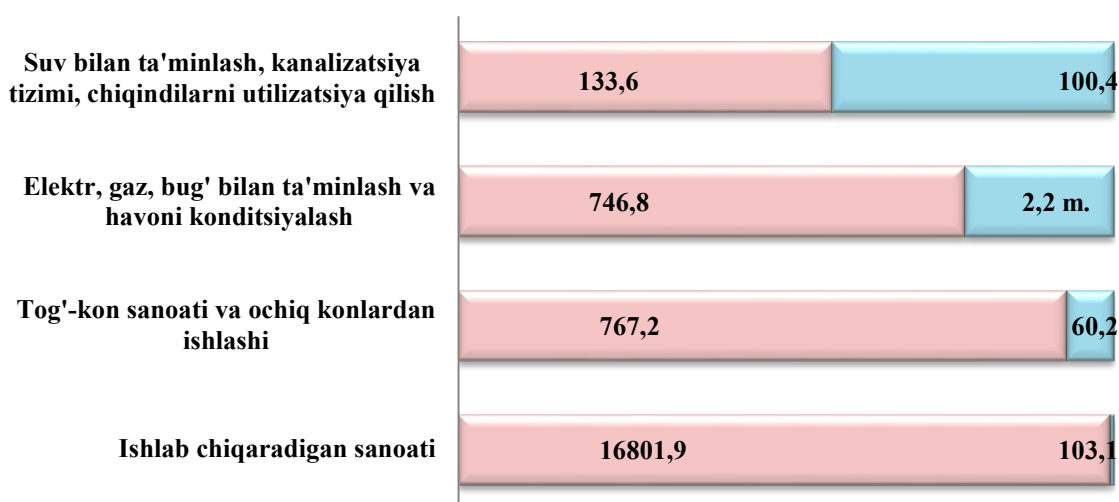 Suv bilan ta'minlash, kanalizatsiya
tizimi, chiqindilarni utilizatsiya qilish
133,6
100,4
Elektr, gaz, bug' bilan ta'minlash va
havoni konditsiyalash
746,8
2,2 m.
Tog'-kon sanoati va ochiq konlardan
ishlashi
767,2
60,2
Ishlab chiqaradigan sanoati
16801,9
103,1